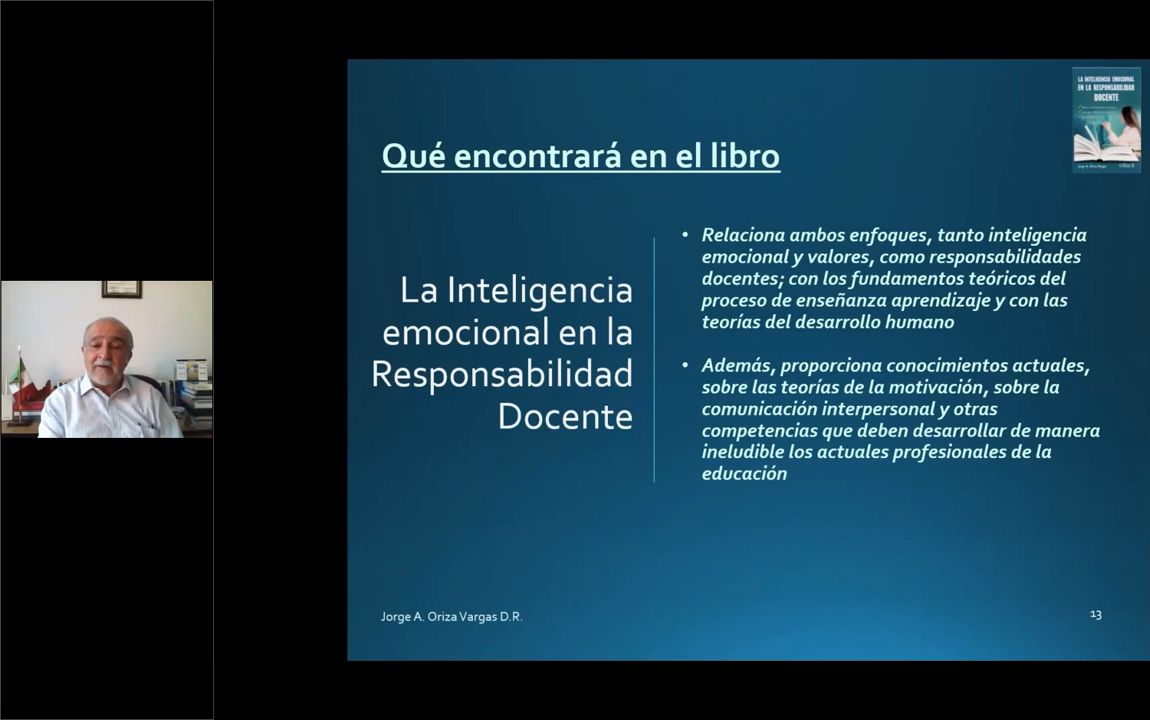 LA INTELIGENCIA EMOCIONAL
EN LA RESPONSABILIDAD
DOCENTE
Qué encontrará en el libro
La Inteligencia
emocional en la
Responsabilidad
Docente
• Relaciona ambos enfoques, tanto inteligencia
emocional y valores, como responsabilidades
docentes; con los fundamentos teóricos del
proceso de enseñanza aprendizaje y con las
teorías del desarrollo humano
• Además, proporciona conocimientos actuales,
sobre las teorías de la motivación, sobre la
comunicación interpersonal y otras
competencias que deben desarrollar de manera
ineludible los actuales profesionales de la
educación
Jorge A. Oriza Vargas D.R.
13